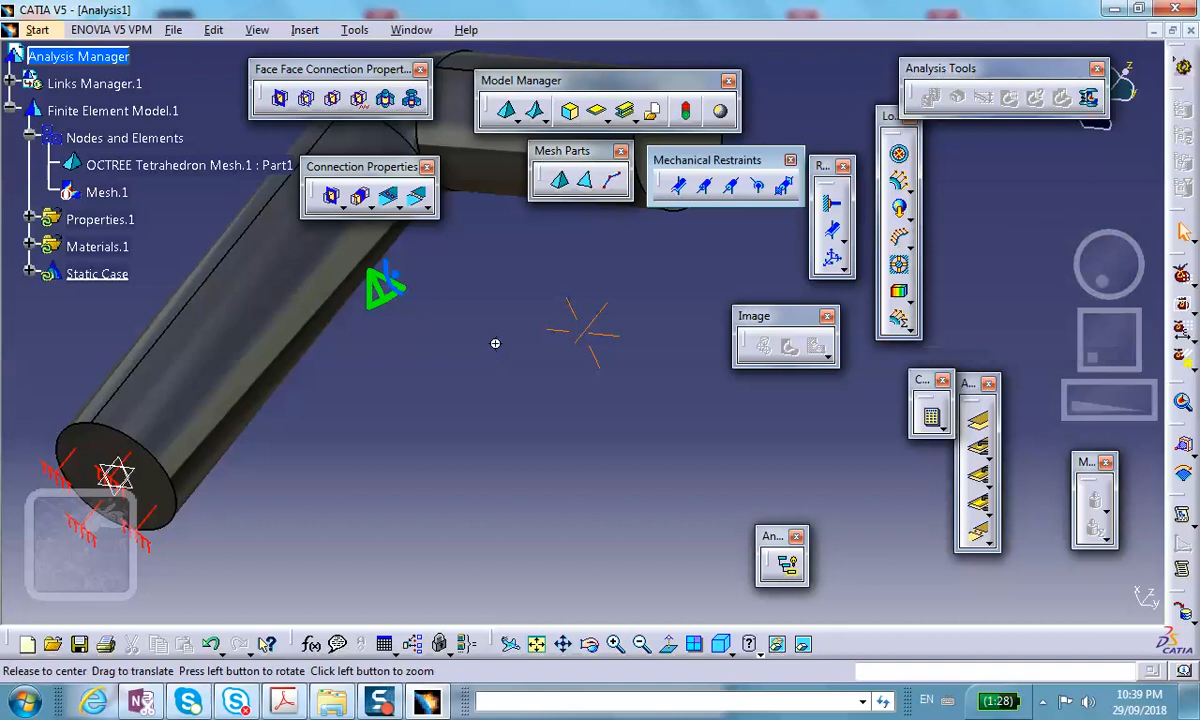 CATIA V5 - [Analysis1]
Start ENOVIA V5 VPM File Edit View Insert Tools Window Help
Analysis Manager
Links Manager.1
Finite Element Model.1
Nodes and Elements
OCTREE Tetrahedron Mesh.1 : Part1
Mesh.1
Properties.1
Materials.1
Static Case
Face Face Connection Propert...
Connection Properties
Model Manager
Mesh Parts
Mechanical Restraints
R...
Lo...
Analysis Tools
Image
C...
A...
M...
An...
z
x z y
f(x)
Release to center Drag to translate Press left button to rotate Click left button to zoom
DS CATIA
EN
(1:28)
10:39 PM
29/09/2018